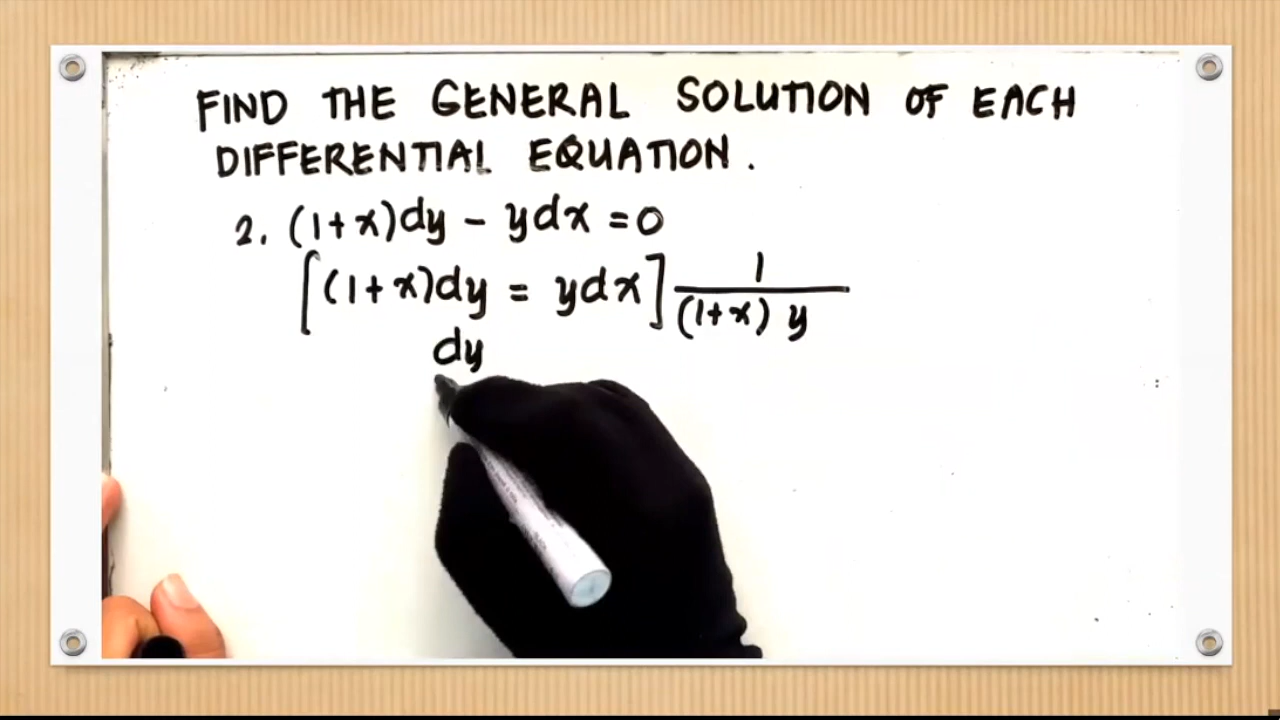 FIND THE GENERAL SOLUTION OF EACH
DIFFERENTIAL EQUATION.
2. (1+x)dy - ydx = 0
[(1+x)dy = ydx] 1/(1+x) y
dy